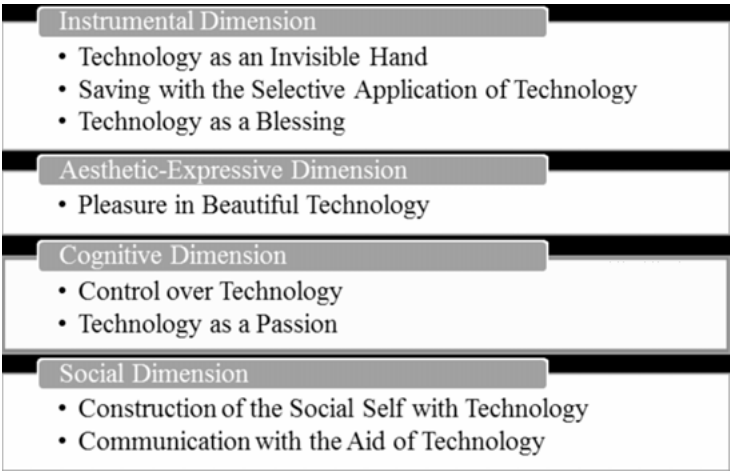 Instrumental Dimension
• Technology as an Invisible Hand
• Saving with the Selective Application of Technology
• Technology as a Blessing
Aesthetic-Expressive Dimension
• Pleasure in Beautiful Technology
Cognitive Dimension
• Control over Technology
• Technology as a Passion
Social Dimension
• Construction of the Social Self with Technology
• Communication with the Aid of Technology